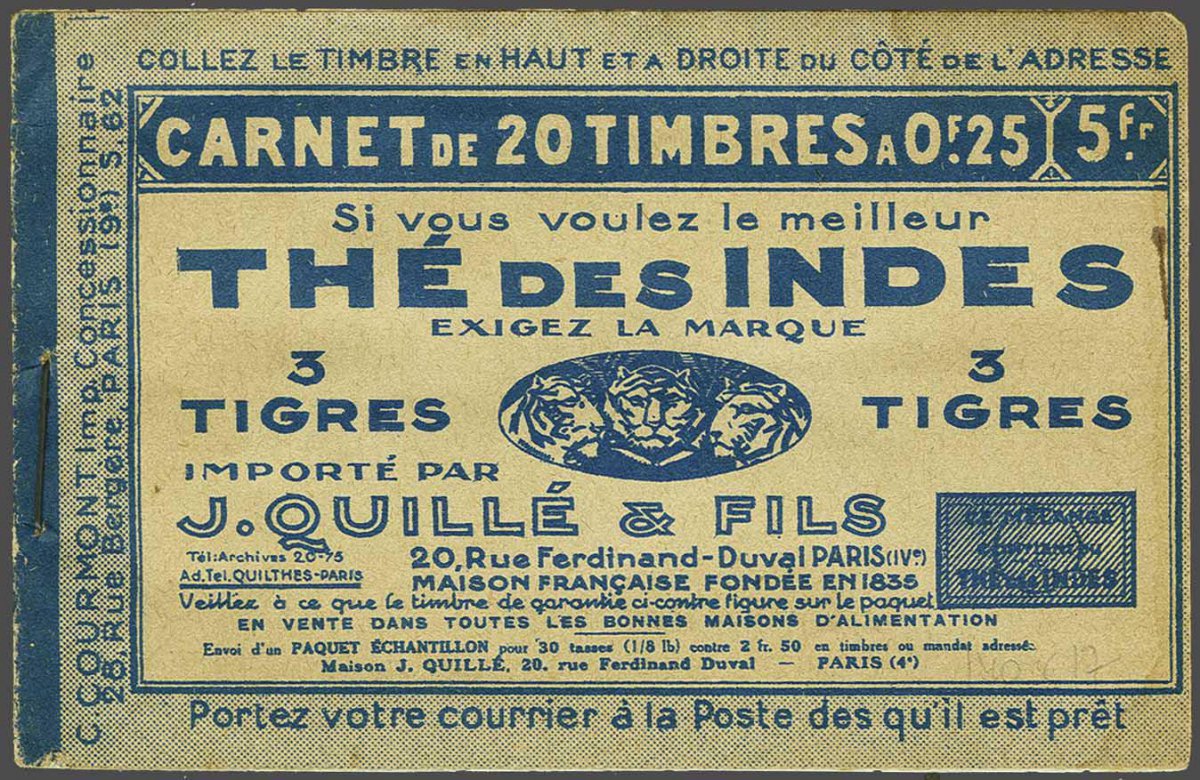 COLLEZ LE TIMBRE EN HAUT ET A DROITE DU CÔTÉ DE L'ADRESSE
CARNET DE 20 TIMBRES A 0F.25 5fr.
Si vous voulez le meilleur
THÉ DES INDES
EXIGEZ LA MARQUE
3 TIGRES
3 TIGRES
IMPORTÉ PAR
J. QUILLÉ & FILS
Tél: Archives 20-75
Ad. Tel. QUILTHES-PARIS
20, Rue Ferdinand-Duval PARIS (IVe)
MAISON FRANÇAISE FONDÉE EN 1835
THÉ des INDES
Veillez à ce que le timbre de garantie ci-contre figure sur le paquet
EN VENTE DANS TOUTES LES BONNES MAISONS D'ALIMENTATION
Envoi d'un PAQUET ÉCHANTILLON pour 30 tasses (1/8 lb) contre 2 fr. 50 en timbres ou mandat adressés.
Maison J. QUILLÉ, 20. rue Ferdinand Duval — PARIS (4e)
Portez votre courrier à la Poste des qu'il est prêt
C COURMONT imp. Concessionnaire
28, Rue Bergère. PARIS (9e) S. 62